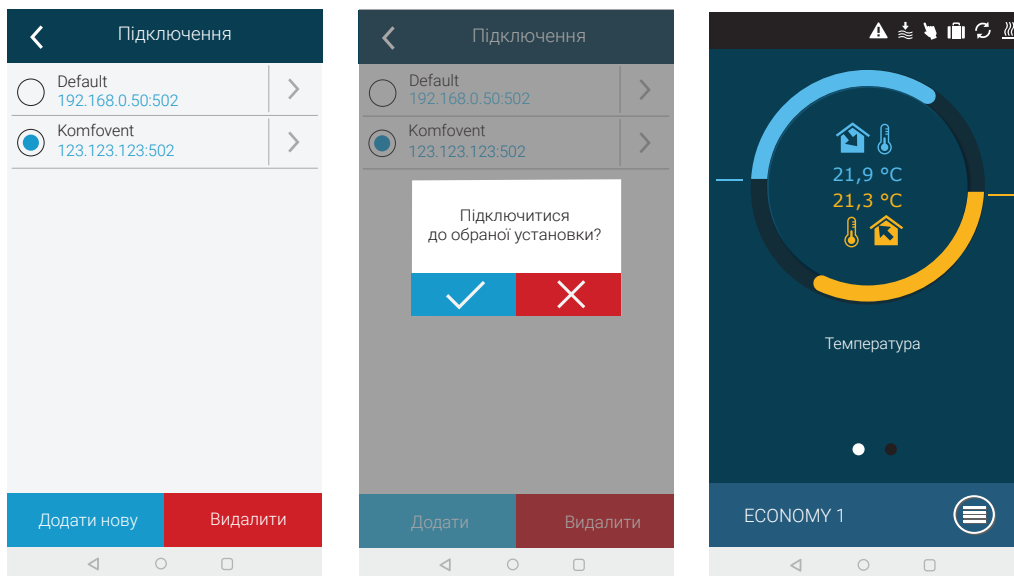 Підключення
Default
192.168.0.50:502
Komfovent
123.123.123:502
Додати нову
Видалити
Підключення
Default
192.168.0.50:502
Komfovent
123.123.123:502
Підключитися
до обраної установки?
Додати
Видалити
21,9 °C
21,3 °C
Температура
ECONOMY 1